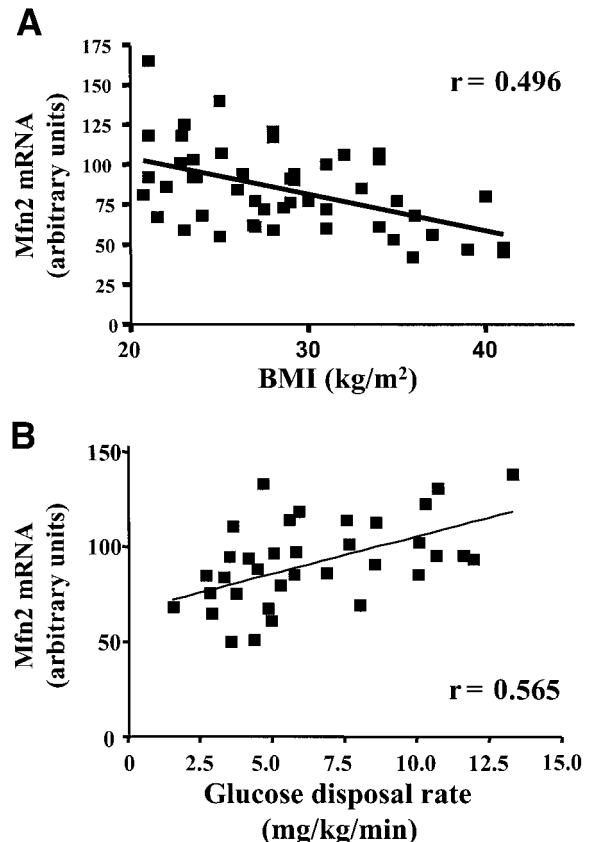 A
Mfn2 mRNA
(arbitrary units)
175
150
125
100
75
50
25
0
r = 0.496
20
30
40
BMI (kg/m²)
B
Mfn2 mRNA
(arbitrary units)
150
100
50
0
r = 0.565
0
2.5
5.0
7.5
10.0
12.5
15.0
Glucose disposal rate
(mg/kg/min)